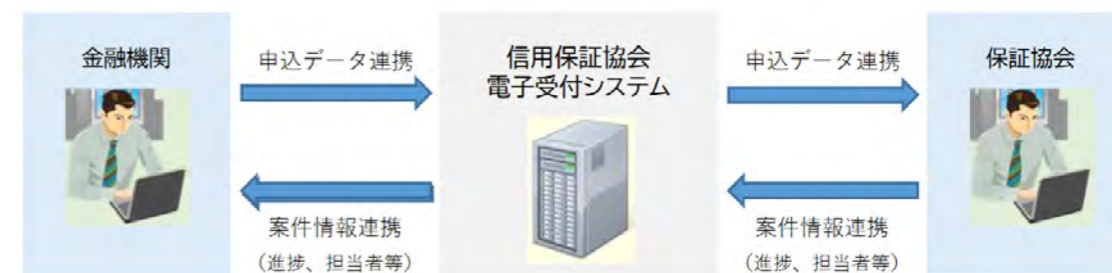 金融機関
申込データ連携
信用保証協会
電子受付システム
申込データ連携
保証協会
案件情報連携
(進捗、担当者等)
案件情報連携
(進捗、担当者等)